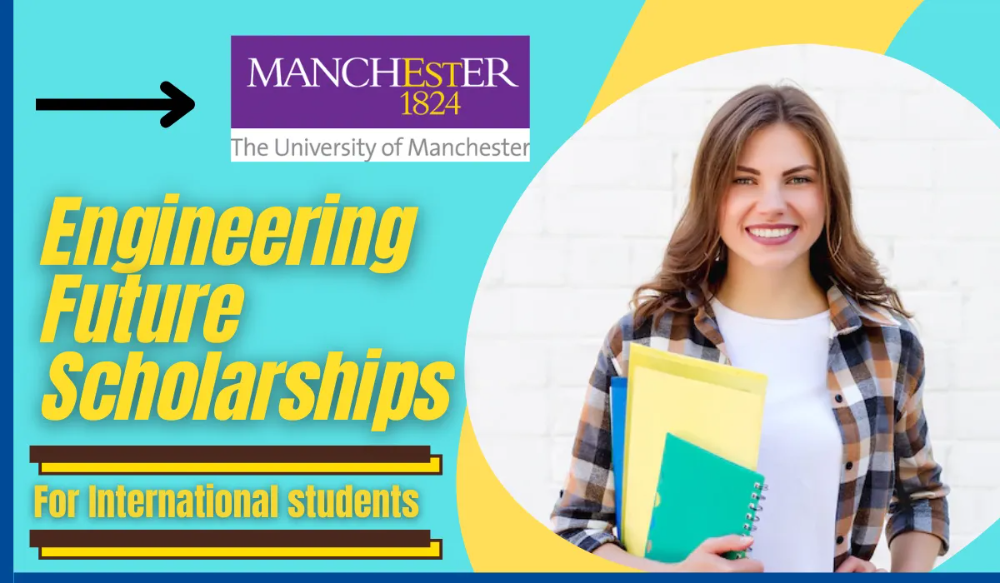 MANCHESTER
1824
The University of Manchester
Engineering
Future
Scholarships
For International students